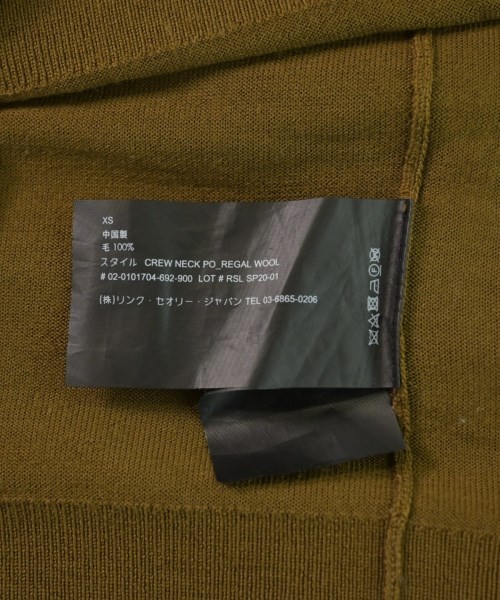 XS
中国製
毛 100%
スタイル CREW NECK PO_REGAL WOOL
# 02-0101704-692-900 LOT # RSL SP20-01
(株)リンク・セオリー・ジャパン TEL 03-6865-0206